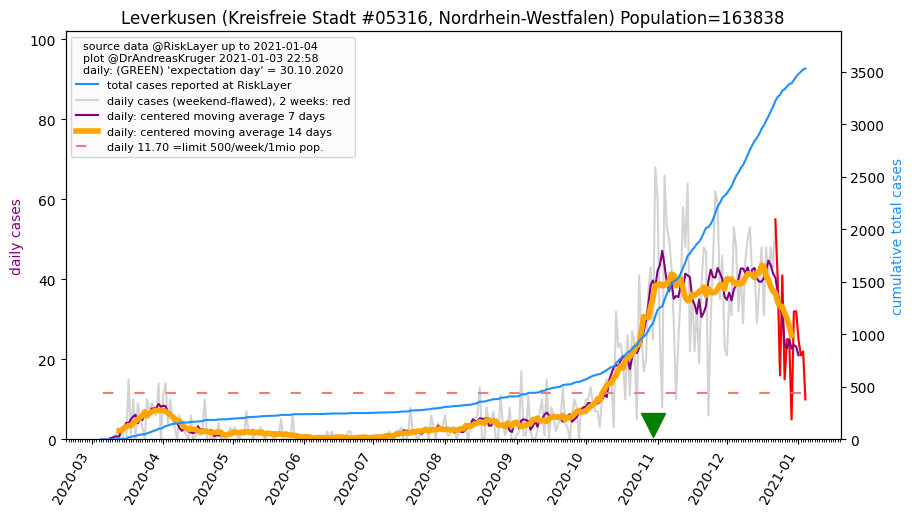 Leverkusen (Kreisfreie Stadt #05316, Nordrhein-Westfalen) Population=163838
source data @RiskLayer up to 2021-01-04
plot @DrAndreasKruger 2021-01-03 22:58
daily: (GREEN) 'expectation day' = 30.10.2020
total cases reported at RiskLayer
daily cases (weekend-flawed), 2 weeks: red
daily: centered moving average 7 days
daily: centered moving average 14 days
daily 11.70 =limit 500/week/1mio pop.
daily cases
100
80
60
40
20
0
cumulative total cases
3500
3000
2500
2000
1500
1000
500
0
2020-03
2020-04
2020-05
2020-06
2020-07
2020-08
2020-09
2020-10
2020-11
2020-12
2021-01